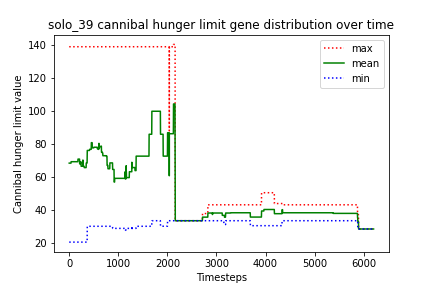 solo_39 cannibal hunger limit gene distribution over time
140
120
100
80
60
40
20
Cannibal hunger limit value
max
mean
min
0
1000
2000
3000
4000
5000
6000
Timesteps